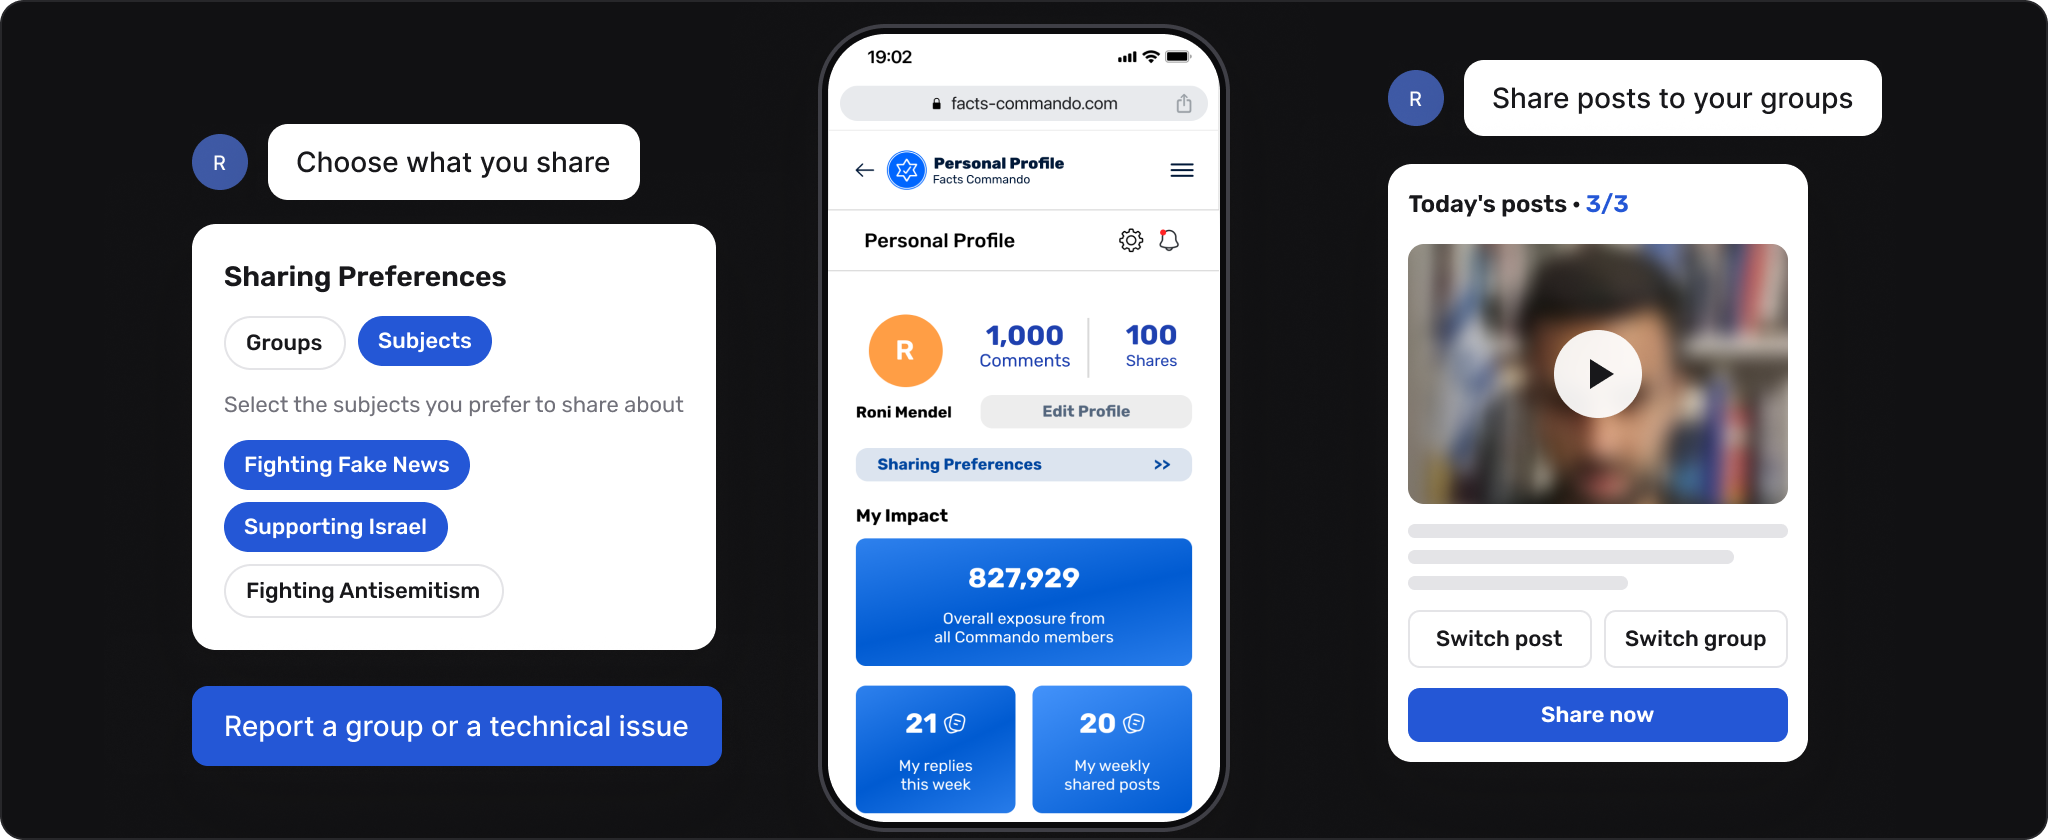 R
Choose what you share
Sharing Preferences
Groups
Subjects
Select the subjects you prefer to share about
Fighting Fake News
Supporting Israel
Fighting Antisemitism
Report a group or a technical issue
19:02
facts-commando.com
Personal Profile
Facts Commando
Personal Profile
R
1,000
Comments
100
Shares
Roni Mendel
Edit Profile
Sharing Preferences >>
My Impact
827,929
Overall exposure from
all Commando members
21
My replies
this week
20
My weekly
shared posts
R
Share posts to your groups
Today's posts • 3/3
Switch post
Switch group
Share now